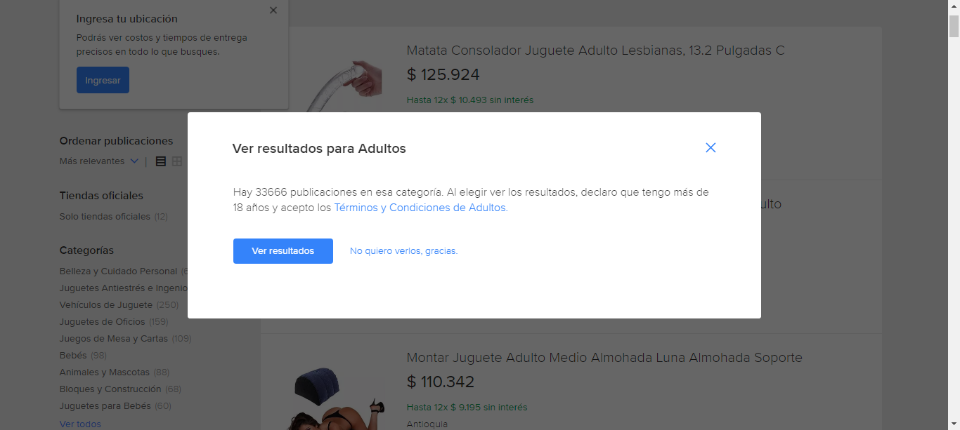 Ingresa tu ubicación
Podrás ver costos y tiempos de entrega
precisos en todo lo que busques.
Ingresar
Ordenar publicaciones
Más relevantes
Tiendas oficiales
Solo tiendas oficiales (12)
Categorías
Belleza y Cuidado Personal
Juguetes Antiestrés e Ingenio
Vehículos de Juguete (250)
Juguetes de Oficios (159)
Juegos de Mesa y Cartas (109)
Bebés (98)
Animales y Mascotas (88)
Bloques y Construcción (68)
Juguetes para Bebés (60)
Ver todos
Matata Consolador Juguete Adulto Lesbianas, 13.2 Pulgadas C
$ 125.924
Hasta 12x $ 10.493 sin interés
Ver resultados para Adultos
Hay 33666 publicaciones en esa categoría. Al elegir ver los resultados, declaro que tengo más de
18 años y acepto los Términos y Condiciones de Adultos.
Ver resultados
No quiero verlos, gracias.
ulto
Montar Juguete Adulto Medio Almohada Luna Almohada Soporte
$ 110.342
Hasta 12x $ 9.195 sin interés
Antioquia